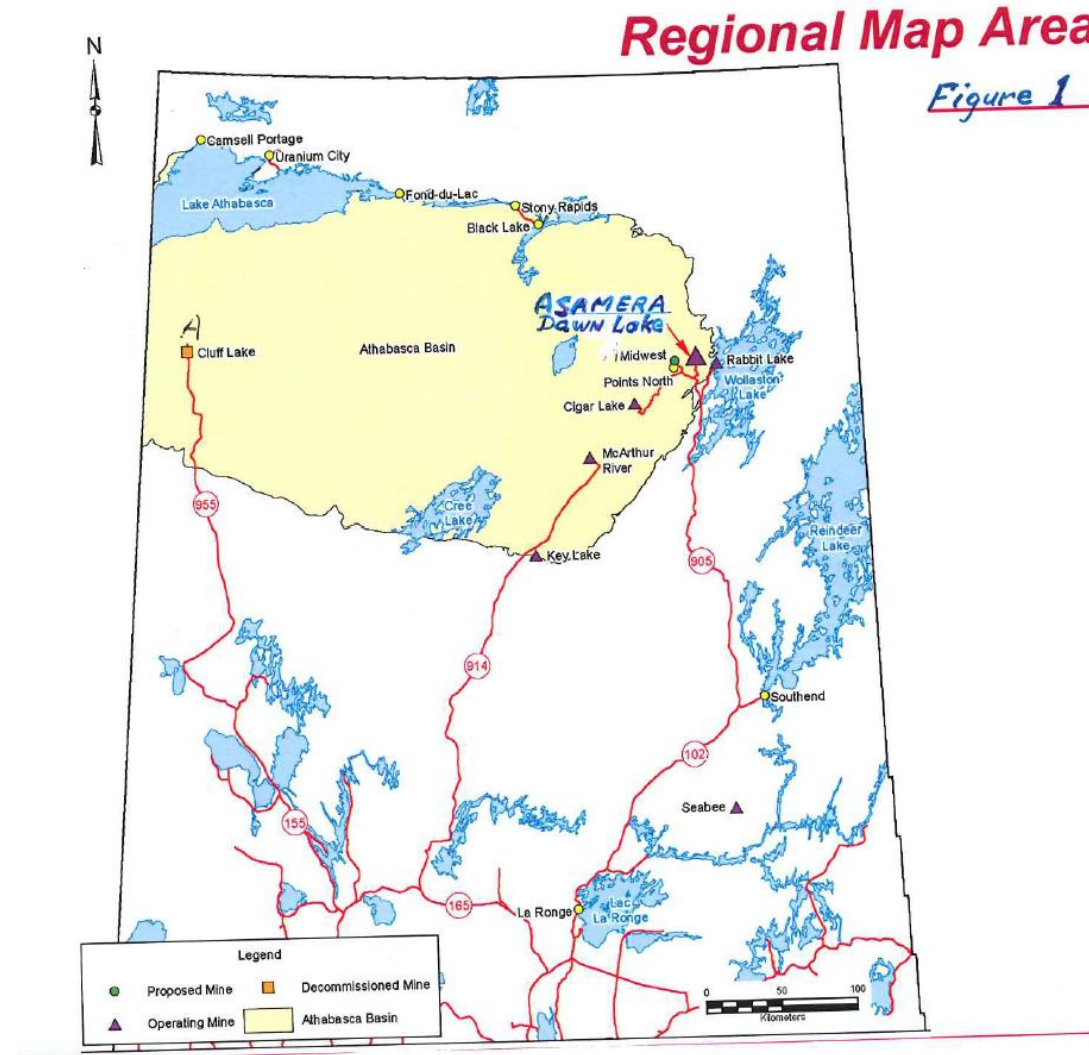 Regional Map Area
N
Figure 1
Camsell Portage
Uranium City
Lake Athabasca
Fond-du-Lac
Stony Rapids
Black Lake
ASAMERA
Dawn Lake
A
Cluff Lake
Athabasca Basin
Midwest
Rabbit Lake
Points North
Wollaston
Lake
Cigar Lake
McArthur
River
955
Cree
Lake
Reindeer
Lake
Key Lake
905
914
Southend
102
Seabee
155
165
La Ronge
Lac
La Ronge
Legend
Proposed Mine
Decommissioned Mine
Operating Mine
Athabasca Basin
0 50 100
Kilometers